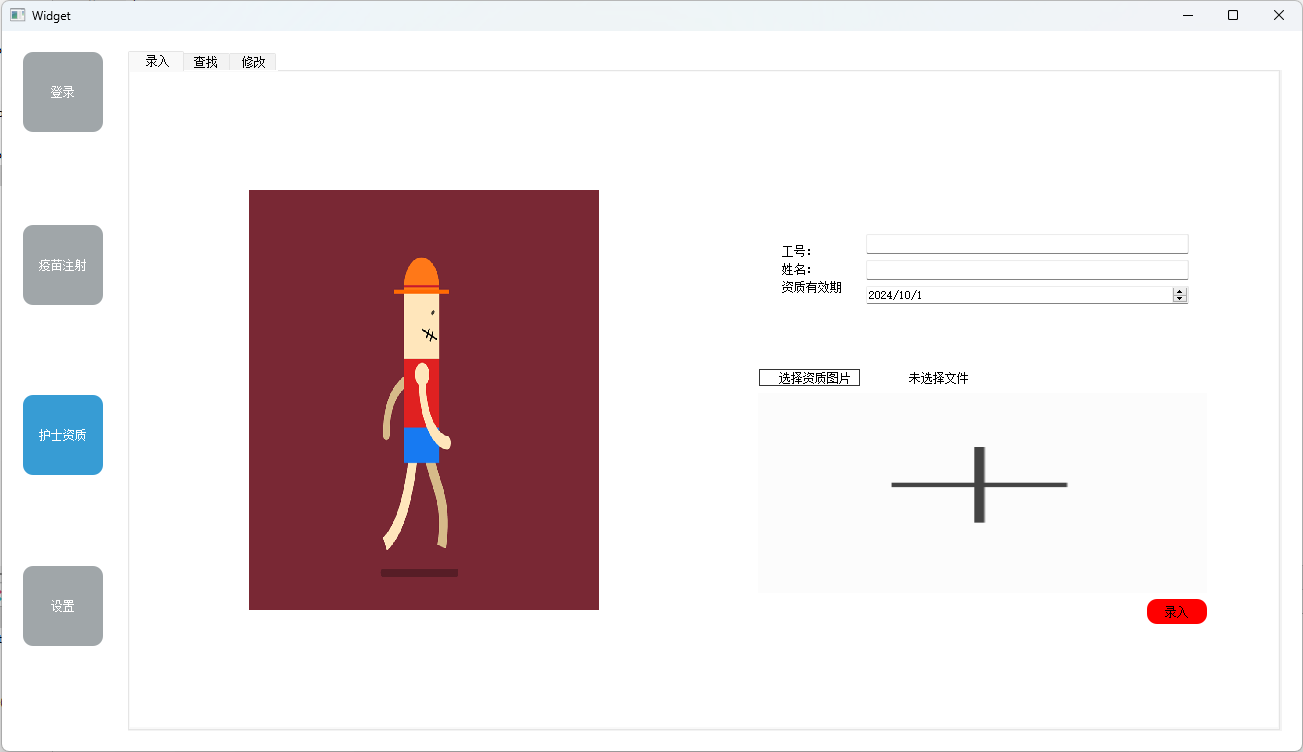 Widget
登录
疫苗注射
护士资质
设置
录入 查找 修改
工号:
姓名:
资质有效期 2024/10/1
选择资质图片 未选择文件
录入